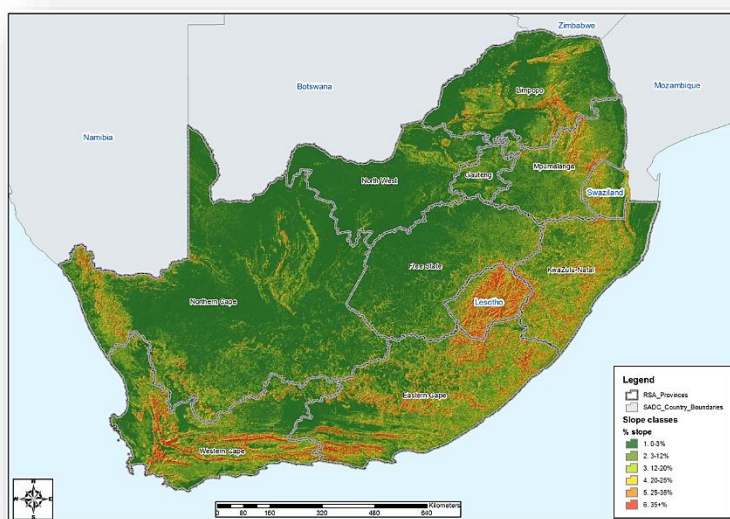 Zimbabwe
Botswana
Mozambique
Limpopo
Namibia
North West
Gauteng
Mpumalanga
Swaziland
Free State
KwaZulu-Natal
Northern Cape
Lesotho
Eastern Cape
Western Cape
Legend
RSA_Provinces
SADC_Country_Boundaries
Slope classes
% slope
1. 0-3%
2. 3-12%
3. 12-20%
4. 20-25%
5. 25-35%
6. 35+%
N
W E
S
Kilometers
0 80 160 320 480 640